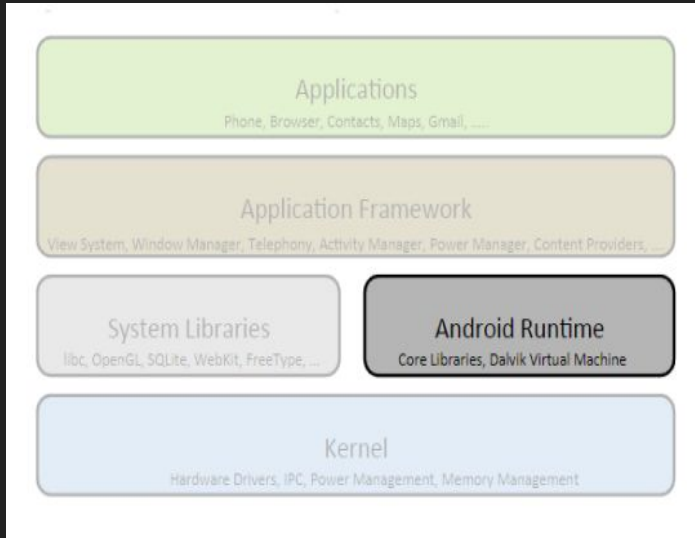 Applications
Phone, Browser, Contacts, Maps, Gmail, .....
Application Framework
View System, Window Manager, Telephony, Activity Manager, Power Manager, Content Providers, ...
System Libraries
libc, OpenGL, SQLite, WebKit, FreeType, ...
Android Runtime
Core Libraries, Dalvik Virtual Machine
Kernel
Hardware Drivers, IPC, Power Management, Memory Management